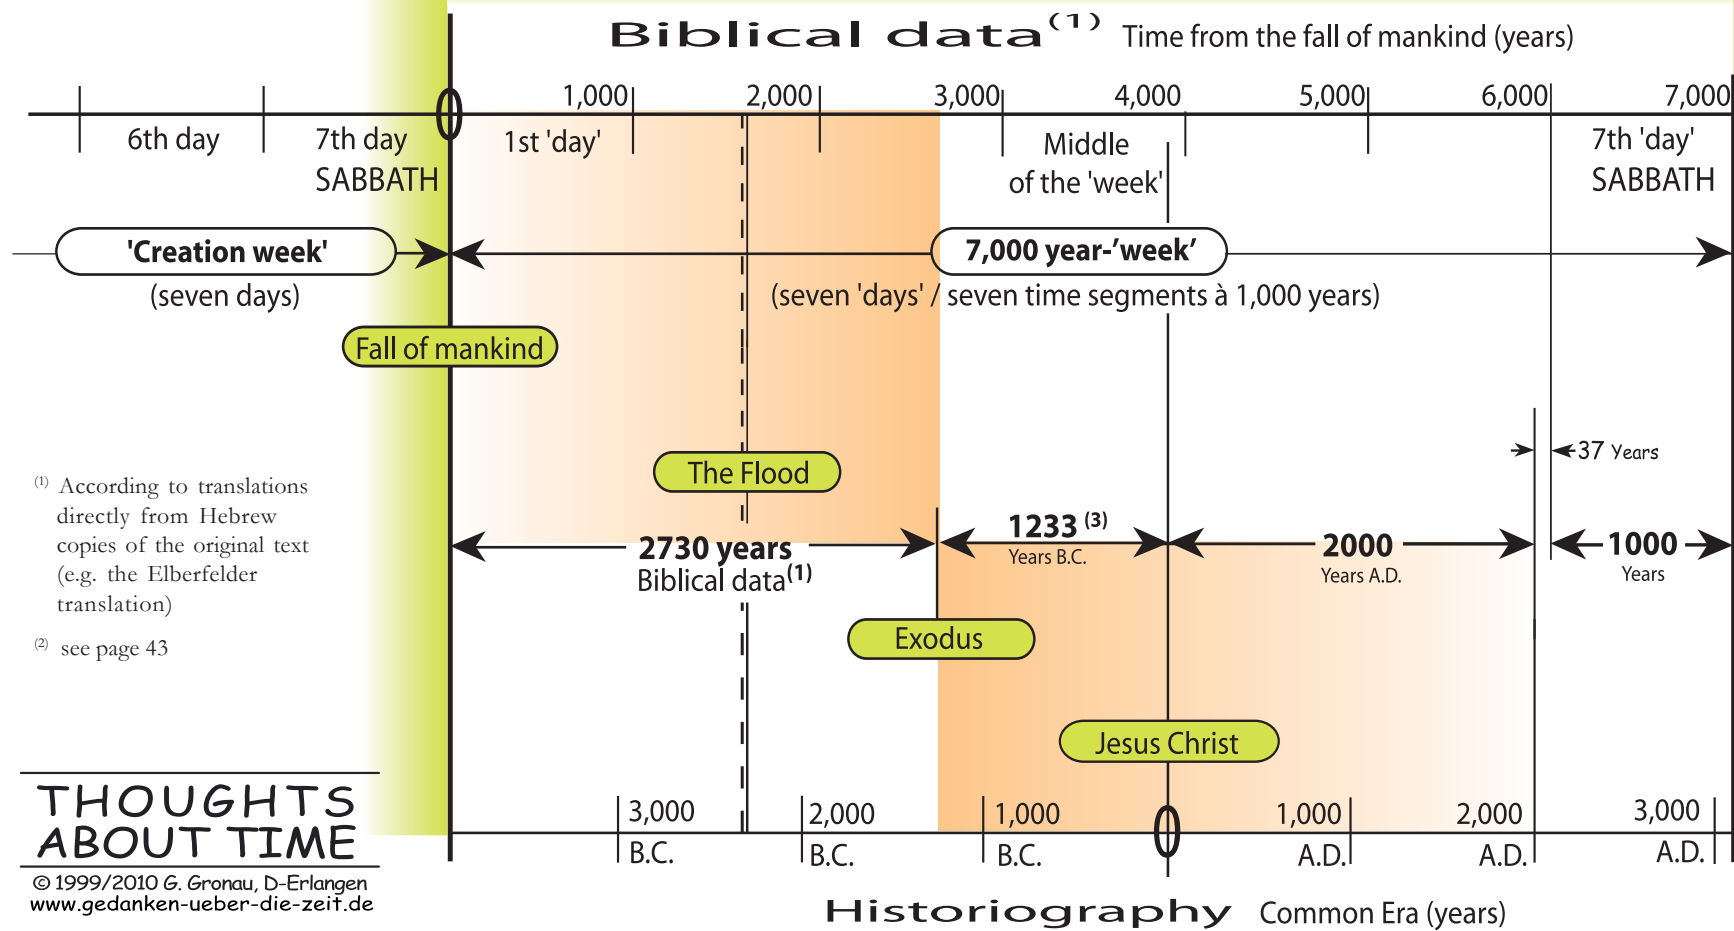 Biblical data(1) Time from the fall of mankind (years)
1,000 2,000 3,000 4,000 5,000 6,000 7,000
0
6th day 7th day 1st 'day' Middle 7th 'day'
SABBATH of the 'week' SABBATH
'Creation week' 7,000 year-’week’
(seven days) (seven 'days' / seven time segments à 1,000 years)
Fall of mankind
37 Years
The Flood
(1) According to translations
directly from Hebrew
copies of the original text
(e.g. the Elberfelder
translation)
(2) see page 43
2730 years
Biblical data(1)
1233 (3)
Years B.C.
2000
Years A.D.
1000
Years
Exodus
Jesus Christ
3,000 2,000 1,000 0 1,000 2,000 3,000
B.C. B.C. B.C. A.D. A.D. A.D.
THOUGHTS
ABOUT TIME
© 1999/2010 G. Gronau, D-Erlangen
www.gedanken-ueber-die-zeit.de
Historiography Common Era (years)